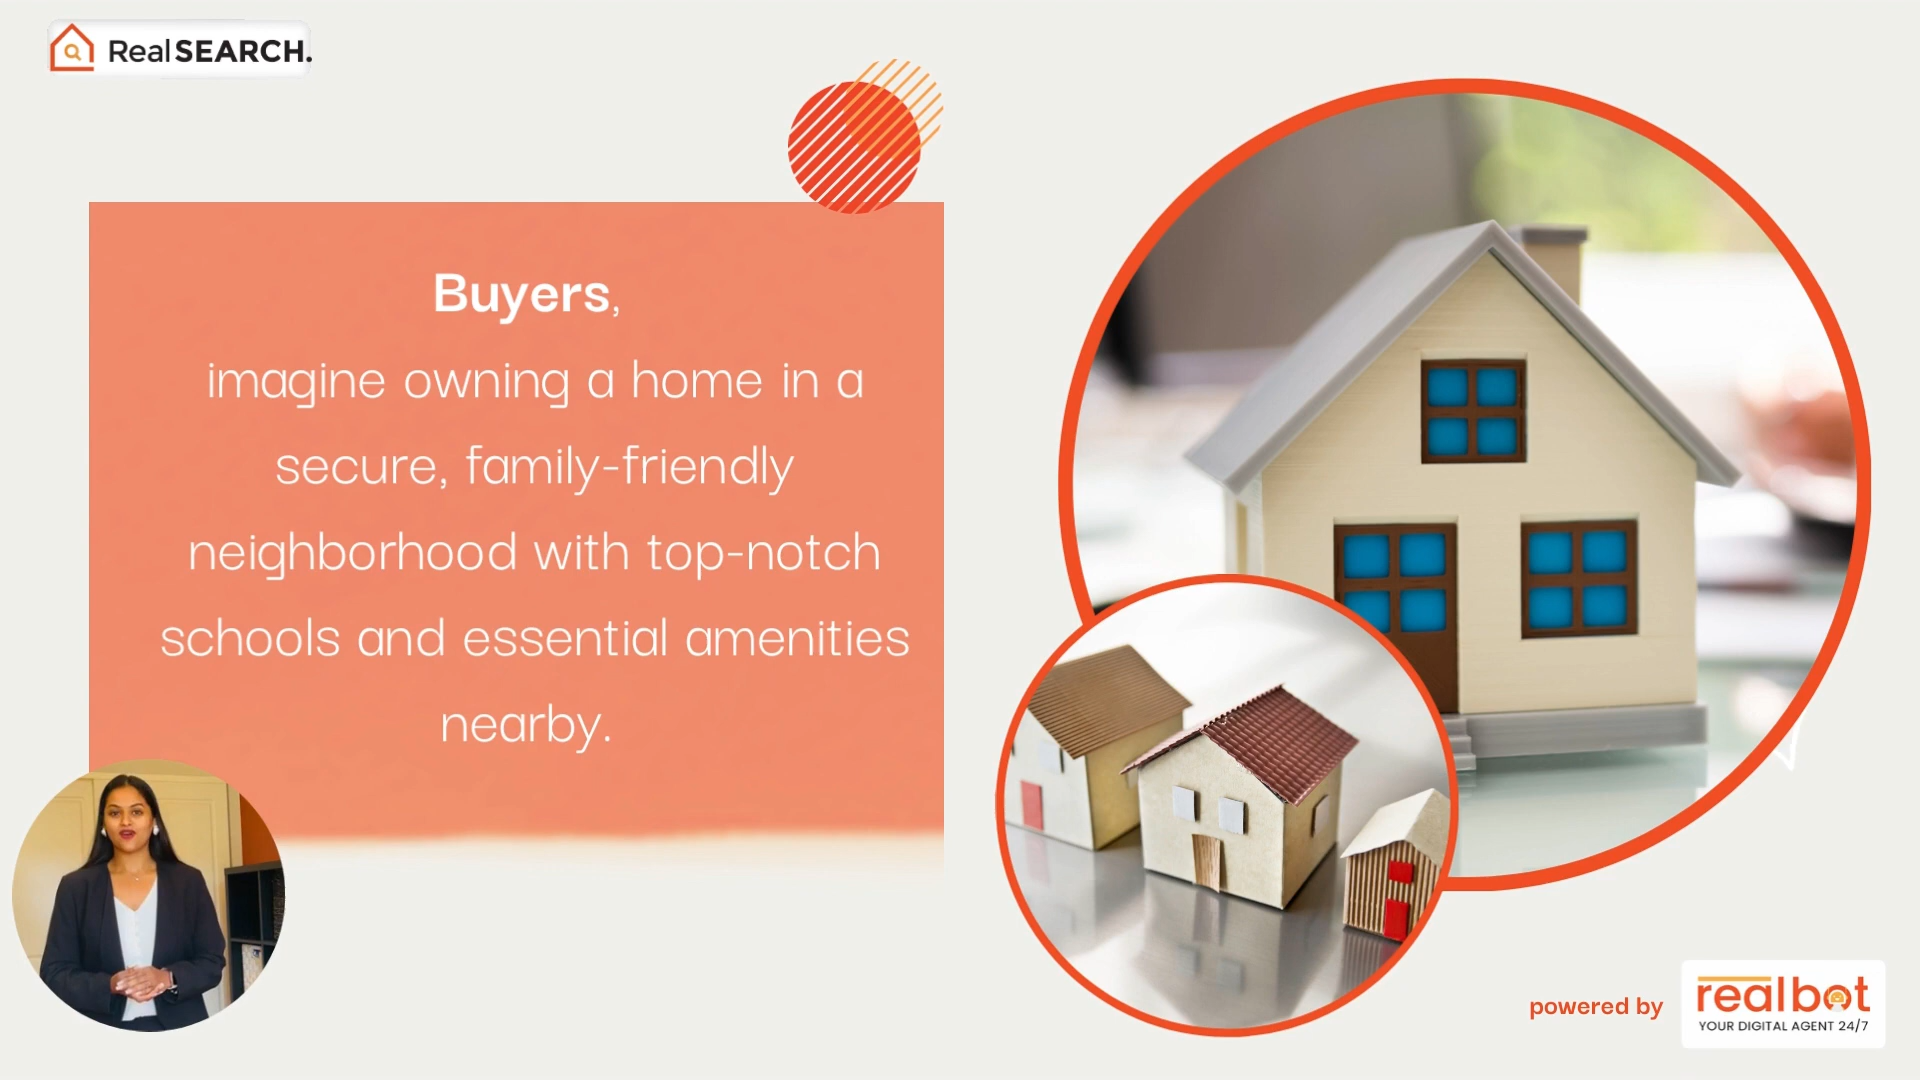 RealSEARCH.
Buyers,
imagine owning a home in a
secure, family-friendly
neighborhood with top-notch
schools and essential amenities
nearby.
powered by
realbot
YOUR DIGITAL AGENT 24/7